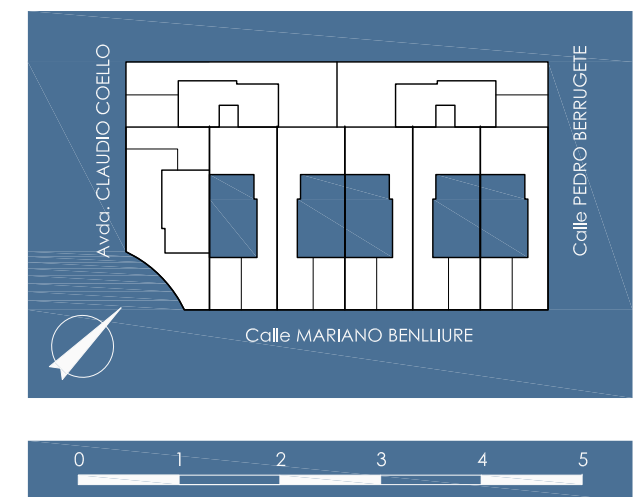 Avda. CLAUDIO COELLO
Calle PEDRO BERRUGETE
Calle MARIANO BENLLIURE
0 1 2 3 4 5